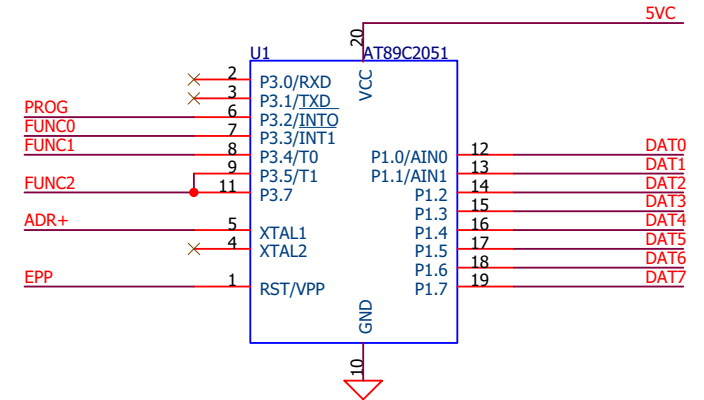 5VC
20
U1
AT89C2051
VCC
2
P3.0/RXD
3
P3.1/TXD
PROG
6
P3.2/INTO
FUNC0
7
P3.3/INT1
FUNC1
8
P3.4/T0
9
P3.5/T1
FUNC2
11
P3.7
ADR+
5
XTAL1
4
XTAL2
EPP
1
RST/VPP
P1.0/AIN0
12
DAT0
P1.1/AIN1
13
DAT1
P1.2
14
DAT2
P1.3
15
DAT3
P1.4
16
DAT4
P1.5
17
DAT5
P1.6
18
DAT6
P1.7
19
DAT7
GND
10